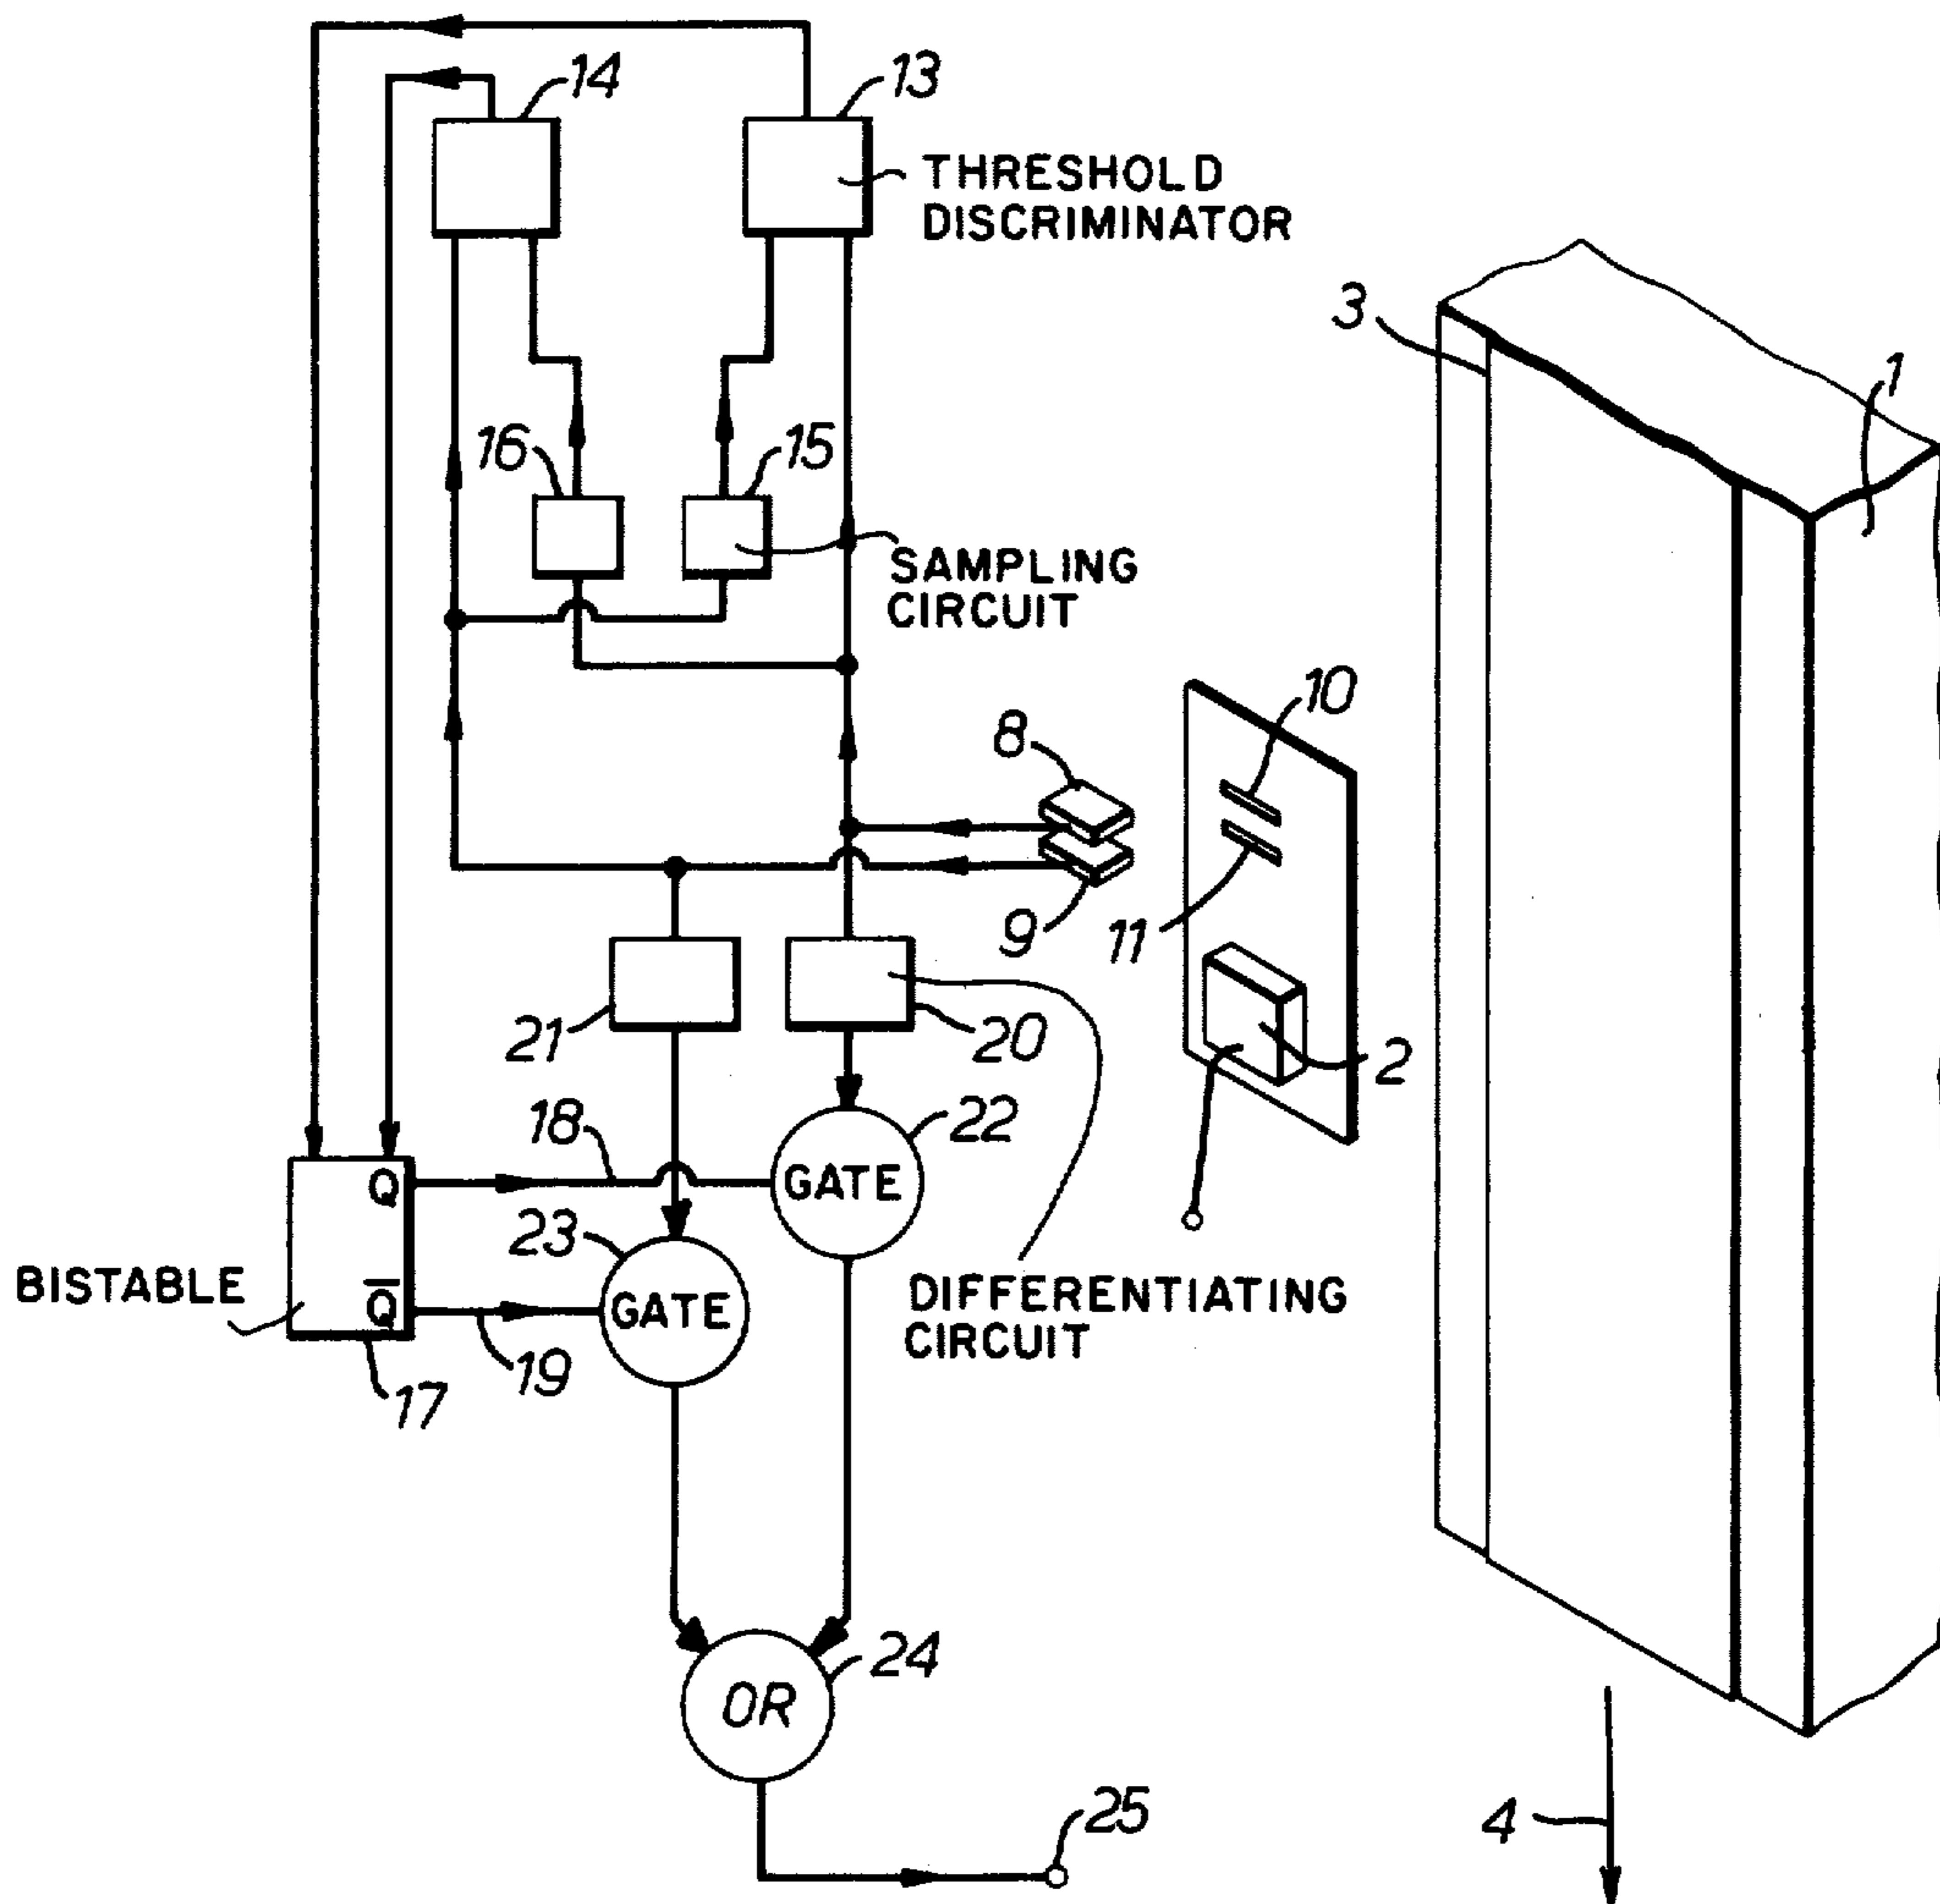 14
13
THRESHOLD
DISCRIMINATOR
3
1
16
15
SAMPLING
CIRCUIT
10
8
9
11
21
20
2
18
22
Q
GATE
23
BISTABLE
Q̅
GATE
DIFFERENTIATING
CIRCUIT
19
17
24
OR
25
4